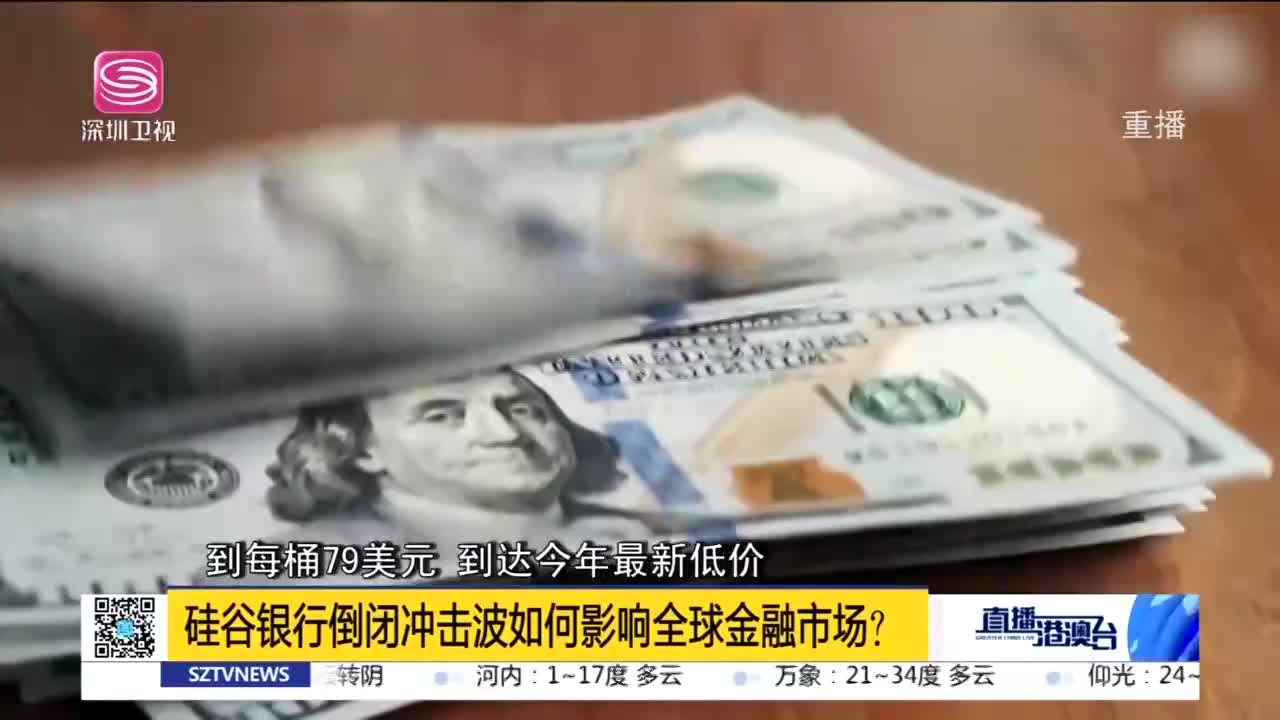 深圳卫视
重播
到每桶79美元 到达今年最新低价
硅谷银行倒闭冲击波如何影响全球金融市场?
直播港澳台
GREATER CHINA LIVE
SZTVNEWS
转阴 河内:1~17度 多云 万象:21~34度 多云 仰光:24~